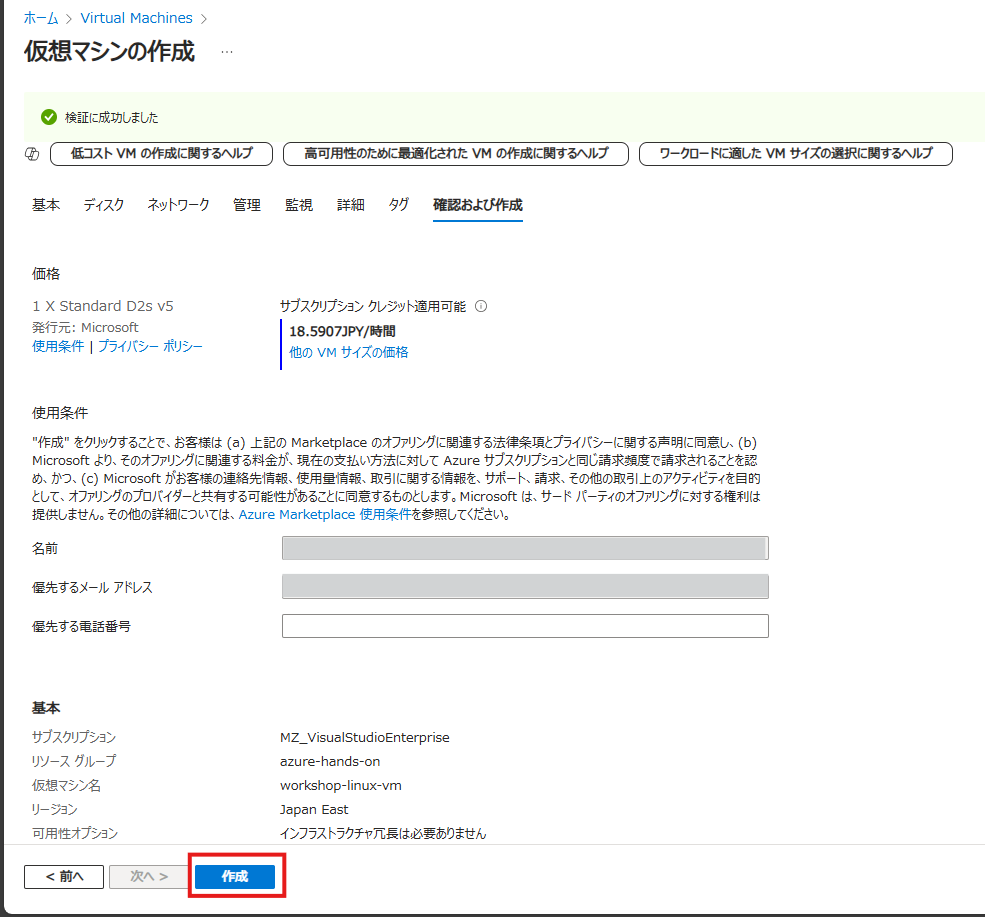 ホーム > Virtual Machines >
仮想マシンの作成 …
検証に成功しました
低コスト VM の作成に関するヘルプ 高可用性のために最適化された VM の作成に関するヘルプ ワークロードに適した VM サイズの選択に関するヘルプ
基本 ディスク ネットワーク 管理 監視 詳細 タグ 確認および作成
価格
1 X Standard D2s v5 サブスクリプション クレジット適用可能
発行元: Microsoft 18.5907JPY/時間
使用条件 | プライバシー ポリシー 他の VM サイズの価格
使用条件
"作成" をクリックすることで、お客様は (a) 上記の Marketplace のオファリングに関連する法律条項とプライバシーに関する声明に同意し、(b)
Microsoft より、そのオファリングに関連する料金が、現在の支払い方法に対して Azure サブスクリプションと同じ請求頻度で請求されることを認
め、かつ、(c) Microsoft がお客様の連絡先情報、使用量情報、取引に関する情報を、サポート、請求、その他の取引上のアクティビティを目的
として、オファリングのプロバイダーと共有する可能性があることに同意するものとします。Microsoft は、サード パーティのオファリングに対する権利は
提供しません。その他の詳細については、Azure Marketplace 使用条件を参照してください。
名前
優先するメール アドレス
優先する電話番号
基本
サブスクリプション MZ_VisualStudioEnterprise
リソース グループ azure-hands-on
仮想マシン名 workshop-linux-vm
リージョン Japan East
可用性オプション インフラストラクチャ冗長は必要ありません
< 前へ 次へ > 作成